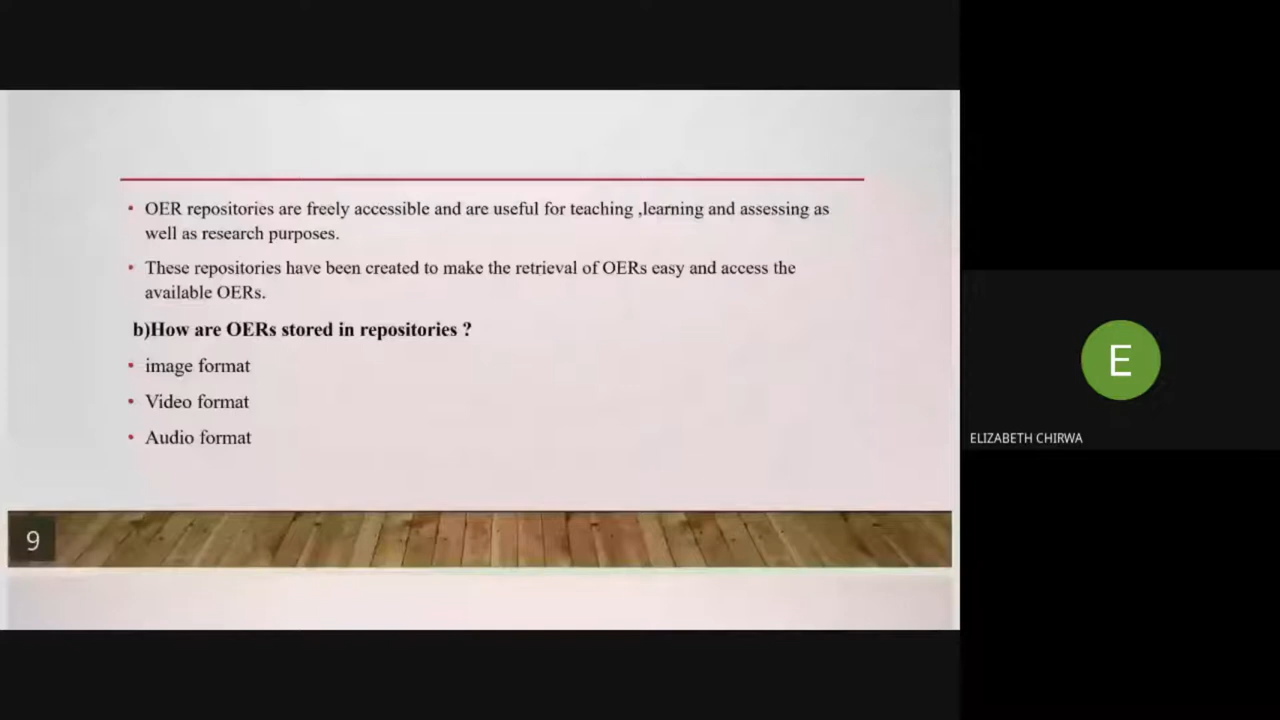 OER repositories are freely accessible and are useful for teaching ,learning and assessing as
well as research purposes.
These repositories have been created to make the retrieval of OERs easy and access the
available OERs.
b)How are OERs stored in repositories ?
image format
Video format
Audio format
9
E
ELIZABETH CHIRWA